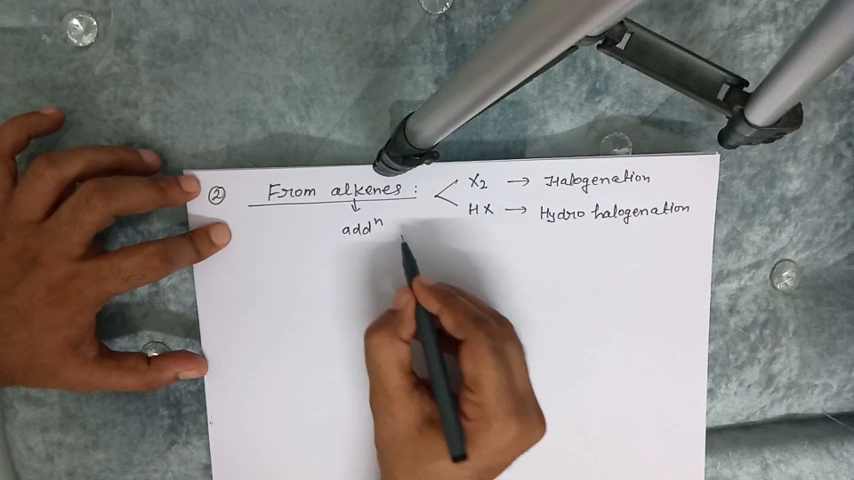 ② From alkenes : < X2 → Halogenation
HX → Hydro halogenation
↓
addⁿ